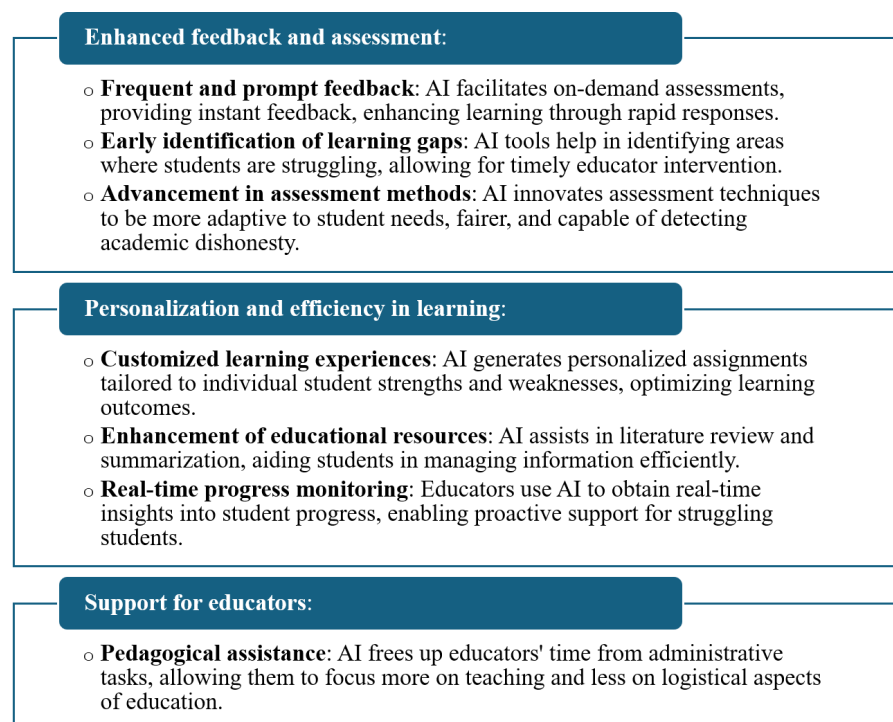 Enhanced feedback and assessment:
o Frequent and prompt feedback: AI facilitates on-demand assessments,
providing instant feedback, enhancing learning through rapid responses.
o Early identification of learning gaps: AI tools help in identifying areas
where students are struggling, allowing for timely educator intervention.
o Advancement in assessment methods: AI innovates assessment techniques
to be more adaptive to student needs, fairer, and capable of detecting
academic dishonesty.
Personalization and efficiency in learning:
o Customized learning experiences: AI generates personalized assignments
tailored to individual student strengths and weaknesses, optimizing learning
outcomes.
o Enhancement of educational resources: AI assists in literature review and
summarization, aiding students in managing information efficiently.
o Real-time progress monitoring: Educators use AI to obtain real-time
insights into student progress, enabling proactive support for struggling
students.
Support for educators:
o Pedagogical assistance: AI frees up educators' time from administrative
tasks, allowing them to focus more on teaching and less on logistical aspects
of education.